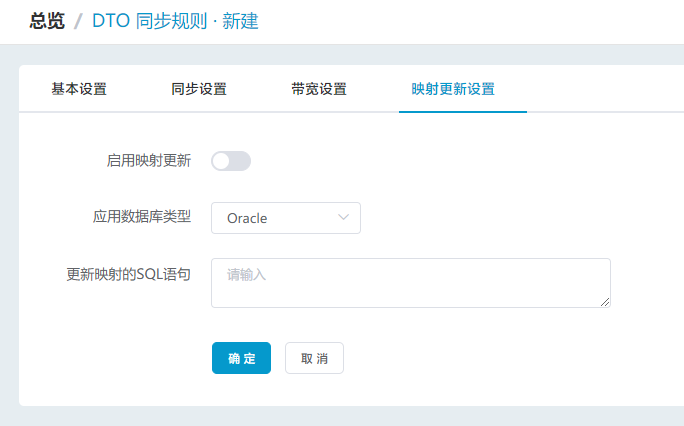 总览 / DTO 同步规则 · 新建
基本设置 同步设置 带宽设置 映射更新设置
启用映射更新
应用数据库类型 Oracle
更新映射的SQL语句 请输入
确 定 取 消